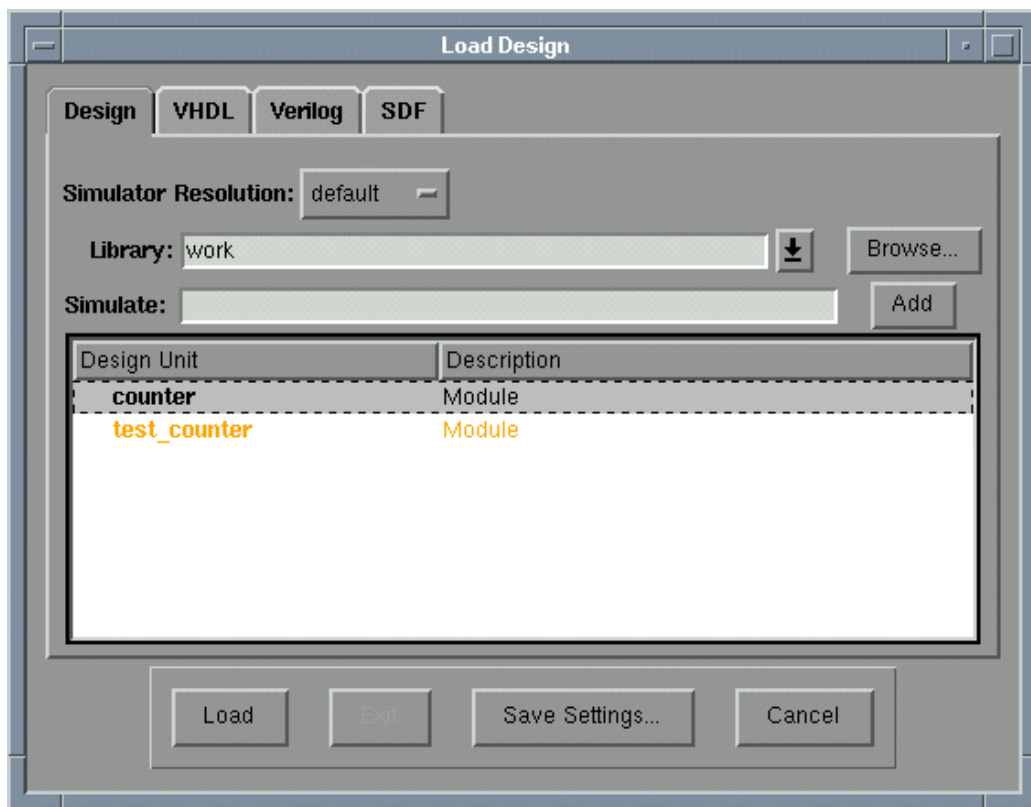 Load Design
Design VHDL Verilog SDF
Simulator Resolution: default
Library: work Browse...
Simulate: Add
Design Unit Description
counter Module
test_counter Module
Load Exit Save Settings... Cancel